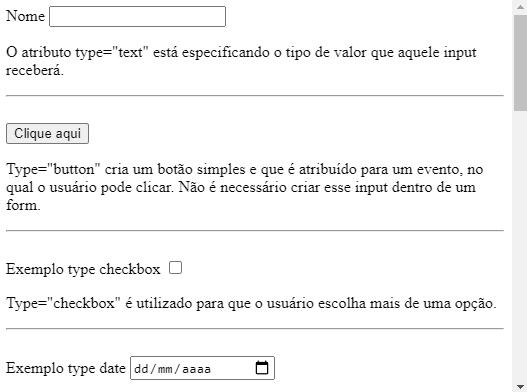 Nome
O atributo type="text" está especificando o tipo de valor que aquele input
receberá.
Clique aqui
Type="button" cria um botão simples e que é atribuído para um evento, no
qual o usuário pode clicar. Não é necessário criar esse input dentro de um
form.
Exemplo type checkbox
Type="checkbox" é utilizado para que o usuário escolha mais de uma opção.
Exemplo type date dd/mm/aaaa